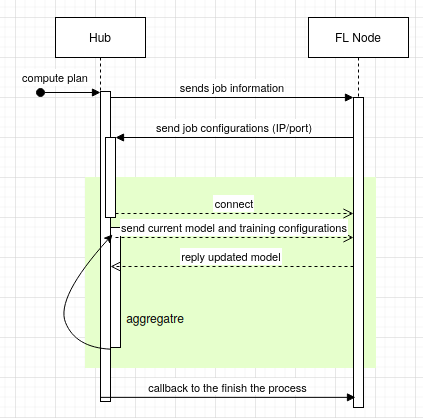 Hub
FL Node
compute plan
sends job information
send job configurations (IP/port)
connect
send current model and training configurations
reply updated model
aggregatre
callback to the finish the process